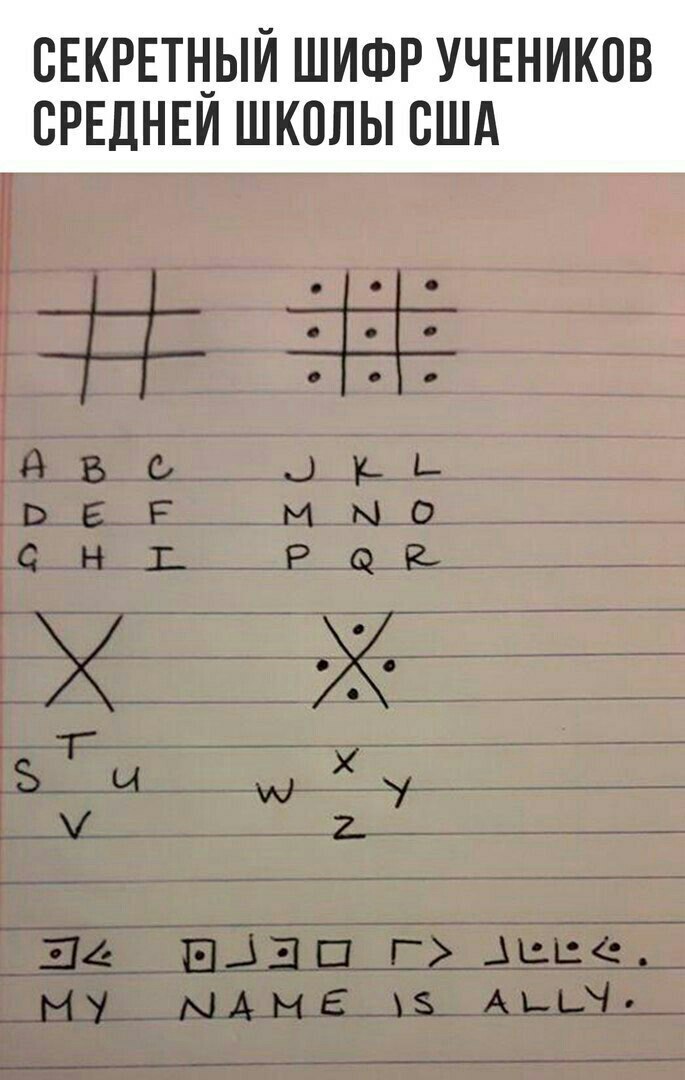 СЕКРЕТНЫЙ ШИФР УЧЕНИКОВ
СРЕДНЕЙ ШКОЛЫ США
A B C J K L
D E F M N O
G H I P Q R
T X
S U W Y
V Z
MY NAME IS ALLY.